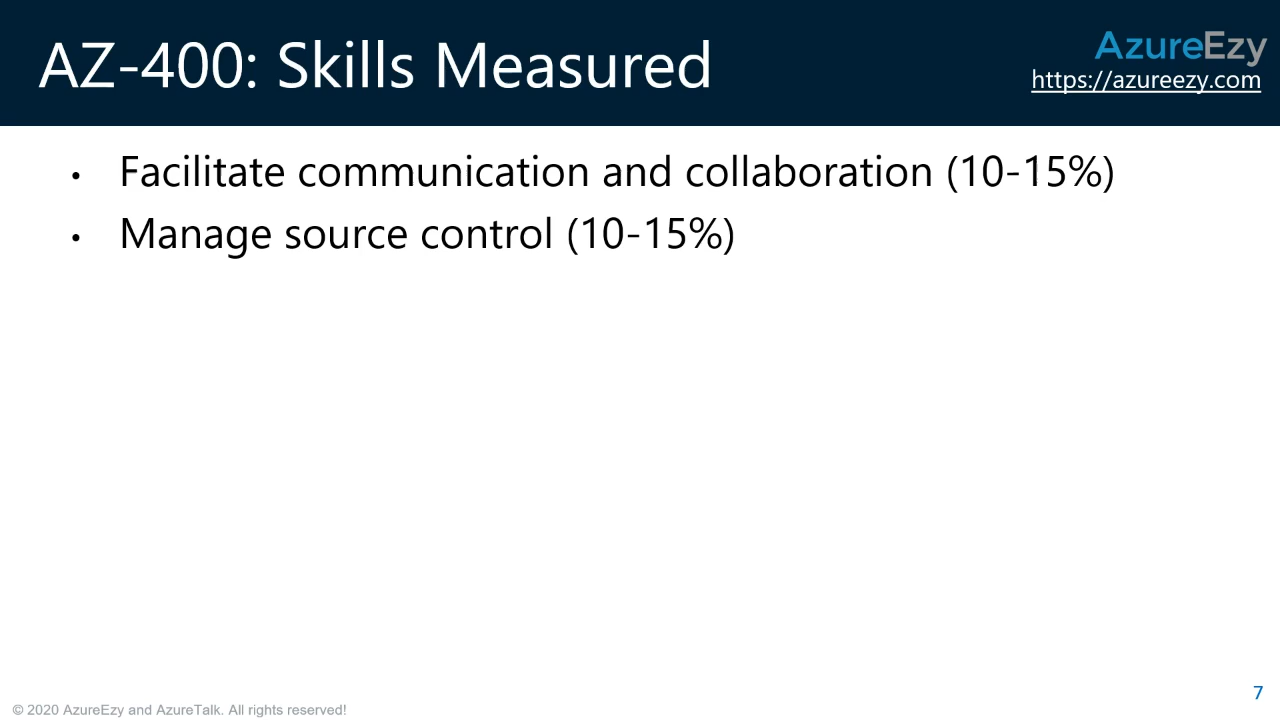 AZ-400: Skills Measured
AzureEzy
https://azureezy.com
• Facilitate communication and collaboration (10-15%)
• Manage source control (10-15%)
© 2020 AzureEzy and AzureTalk. All rights reserved!
7